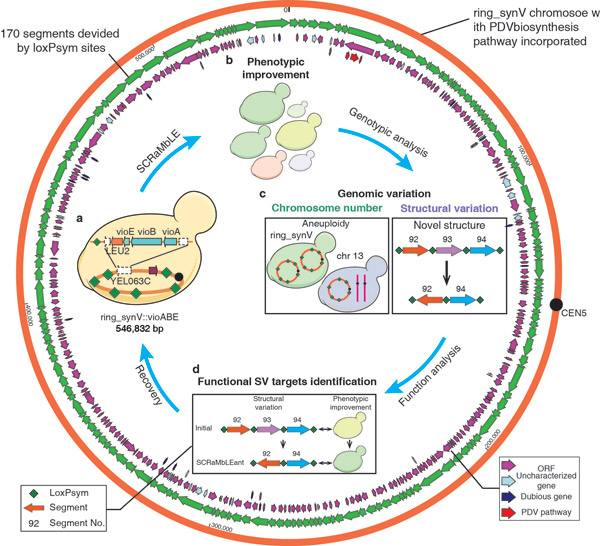 0
ring_synV chromosoe w
ith PDVbiosynthesis
pathway incorporated
170 segments devided
by loxPsym sites
500,000
100,000
b
Phenotypic
improvement
SCRaMbLE
Genotypic analysis
c
Genomic variation
Chromosome number
Structural variation
Aneuploidy
ring_synV
chr 13
Novel structure
92 93 94
92 94
a
vioE vioB vioA
LEU2
YEL063C
ring_synV::vioABE
546,832 bp
CEN5
400,000
Recovery
Function analysis
d
Functional SV targets identification
Structural
variation
Phenotypic
improvement
Initial
92 93 94
SCRaMbLEant
92 94
200,000
300,000
LoxPsym
Segment
92 Segment No.
ORF
Uncharacterized
gene
Dubious gene
PDV pathway